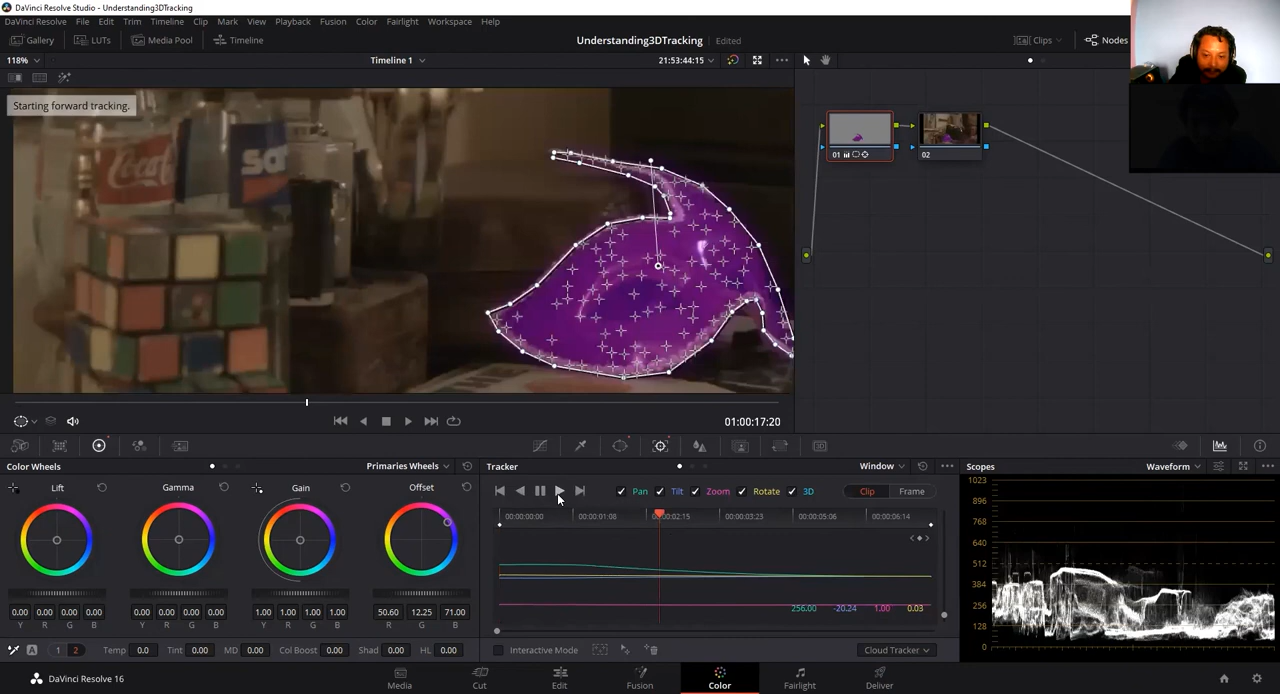 DaVinci Resolve Studio - Understanding3DTracking
DaVinci Resolve File Edit Trim Timeline Clip Mark View Playback Fusion Color Fairlight Workspace Help
Gallery LUTs Media Pool Timeline Understanding3DTracking Edited Clips Nodes
118% Timeline 1 21:53:44:15
Starting forward tracking.
Coca
01 02
01:00:17:20
Color Wheels Primaries Wheels Tracker Window Scopes Waveform
Lift Gamma Gain Offset
Pan Tilt Zoom Rotate 3D Clip Frame
00:00:00:00 00:00:01:08 00:00:02:15 00:00:03:23 00:00:05:06 00:00:06:14
1023
896
768
640
512
384
256
128
0
256.00 -20.24 1.00 0.03
0.00 0.00 0.00 0.00 0.00 0.00 0.00 0.00 1.00 1.00 1.00 1.00 50.60 12.25 71.00
Y R G B Y R G B Y R G B R G B
A 1 2 Temp 0.0 Tint 0.00 MD 0.00 Col Boost 0.00 Shad 0.00 HL 0.00 Interactive Mode Cloud Tracker
DaVinci Resolve 16 Media Cut Edit Fusion Color Fairlight Deliver